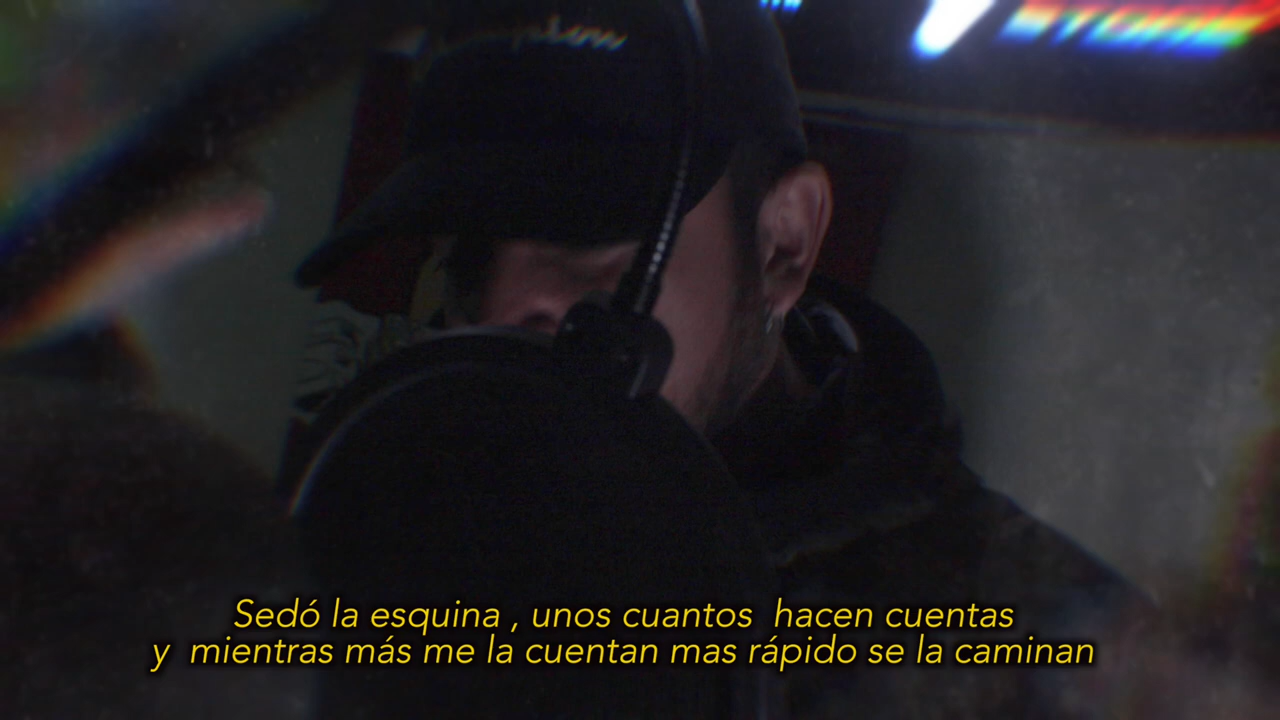 Sedó la esquina , unos cuantos hacen cuentas
y mientras más me la cuentan mas rápido se la caminan